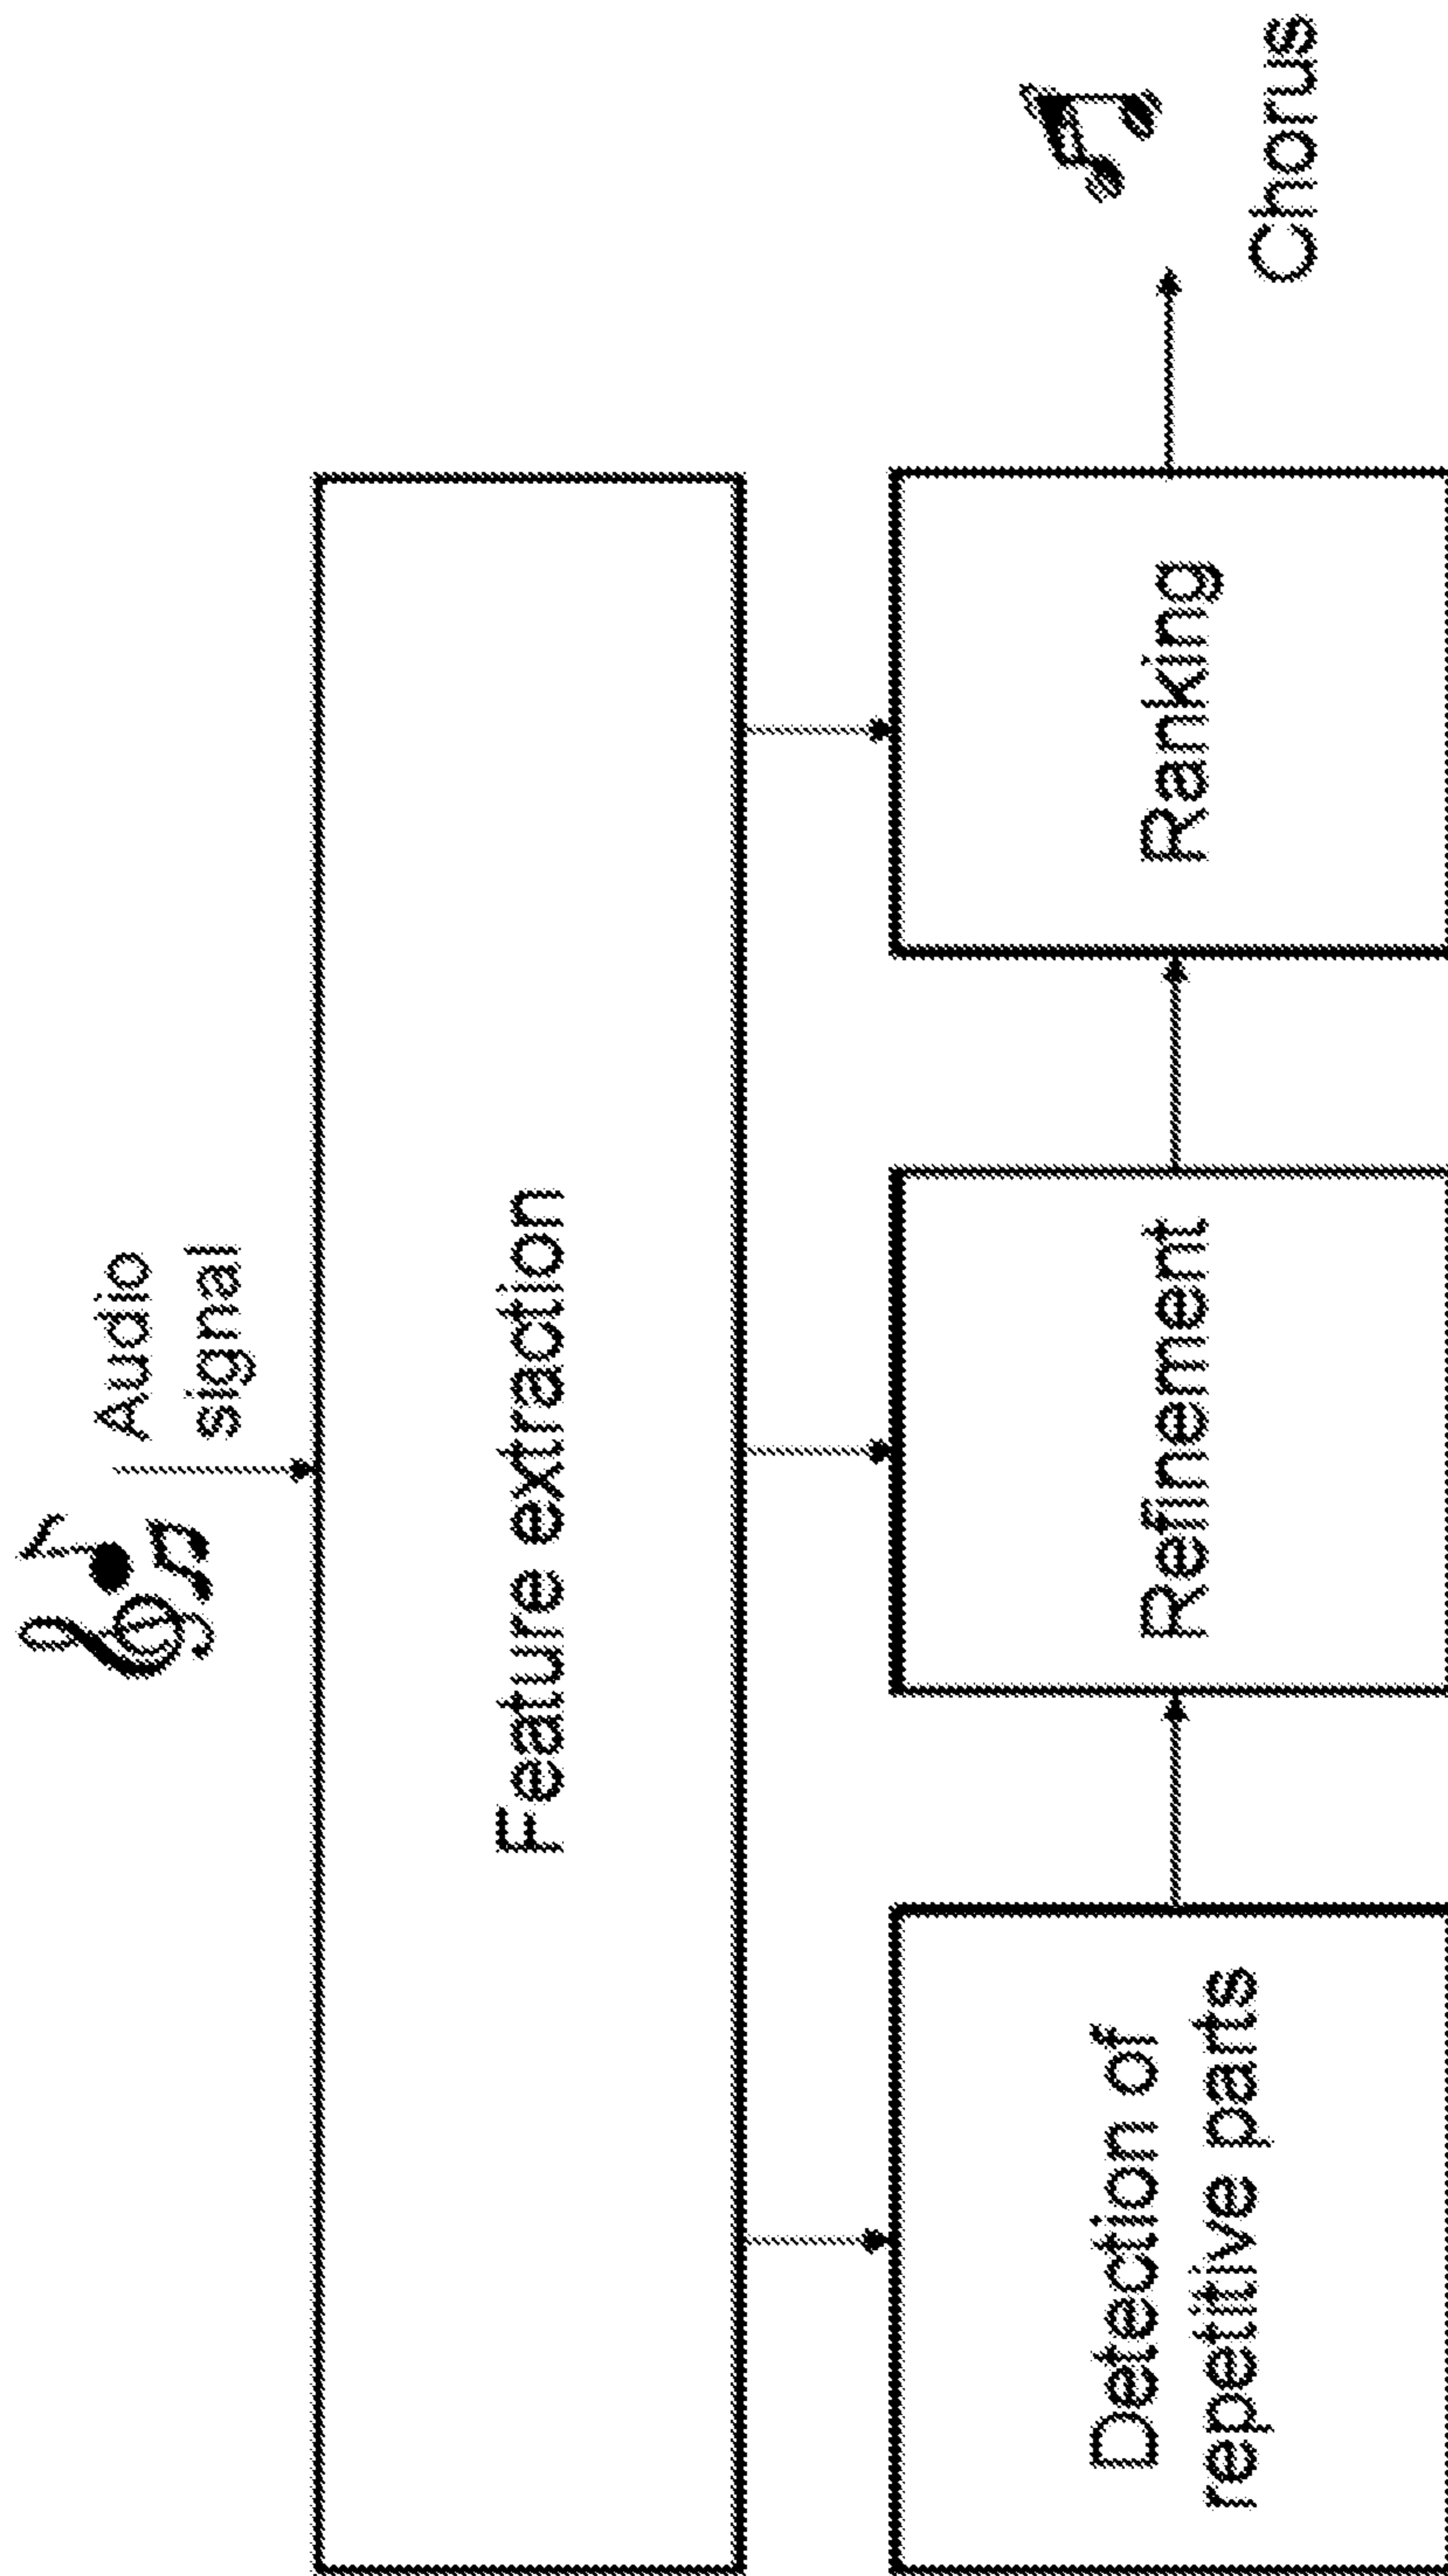 Audio
signal
Feature extraction
Detection of
repetitive parts
Refinement
Ranking
Chorus